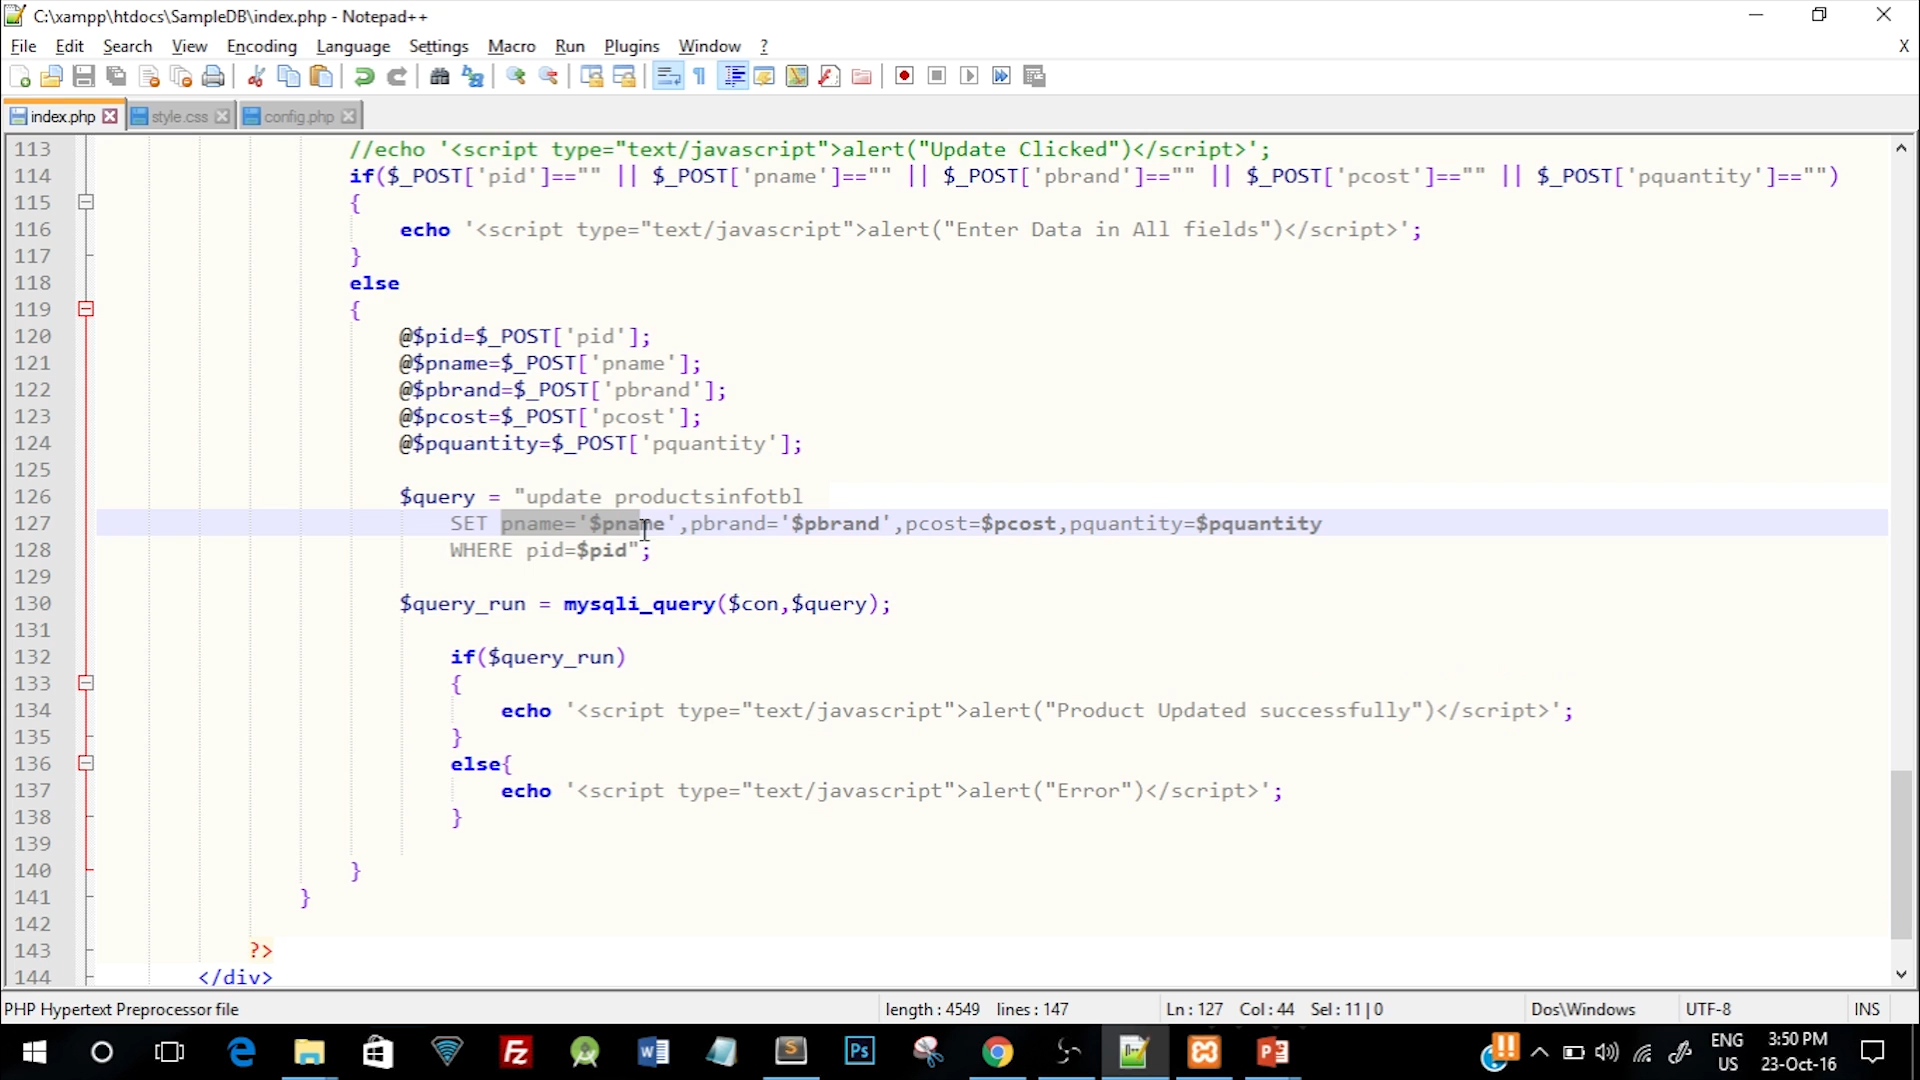 C:\xampp\htdocs\SampleDB\index.php - Notepad++
File Edit Search View Encoding Language Settings Macro Run Plugins Window ? X
index.php style.css config.php
113 //echo '<script type="text/javascript">alert("Update Clicked")</script>';
114 if($_POST['pid']=="" || $_POST['pname']=="" || $_POST['pbrand']=="" || $_POST['pcost']=="" || $_POST['pquantity']=="")
115 {
116 echo '<script type="text/javascript">alert("Enter Data in All fields")</script>';
117 }
118 else
119 {
120 @$pid=$_POST['pid'];
121 @$pname=$_POST['pname'];
122 @$pbrand=$_POST['pbrand'];
123 @$pcost=$_POST['pcost'];
124 @$pquantity=$_POST['pquantity'];
125
126 $query = "update productsinfotbl
127 SET pname='$pname',pbrand='$pbrand',pcost=$pcost,pquantity=$pquantity
128 WHERE pid=$pid";
129
130 $query_run = mysqli_query($con,$query);
131
132 if($query_run)
133 {
134 echo '<script type="text/javascript">alert("Product Updated successfully")</script>';
135 }
136 else{
137 echo '<script type="text/javascript">alert("Error")</script>';
138 }
139
140 }
141 }
142
143 ?>
144 </div>
PHP Hypertext Preprocessor file length : 4549 lines : 147 Ln : 127 Col : 44 Sel : 11 | 0 Dos\Windows UTF-8 INS
ENG 3:50 PM
US 23-Oct-16